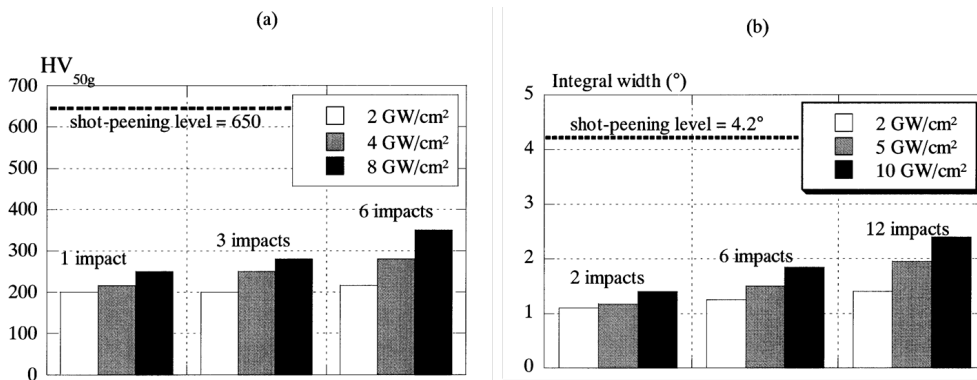 (a)
HV 50g
700
600
500
400
300
200
100
0
shot-peening level = 650
2 GW/cm²
4 GW/cm²
8 GW/cm²
1 impact
3 impacts
6 impacts
(b)
Integral width (°)
5
4
3
2
1
0
shot-peening level = 4.2°
2 GW/cm²
5 GW/cm²
10 GW/cm²
2 impacts
6 impacts
12 impacts